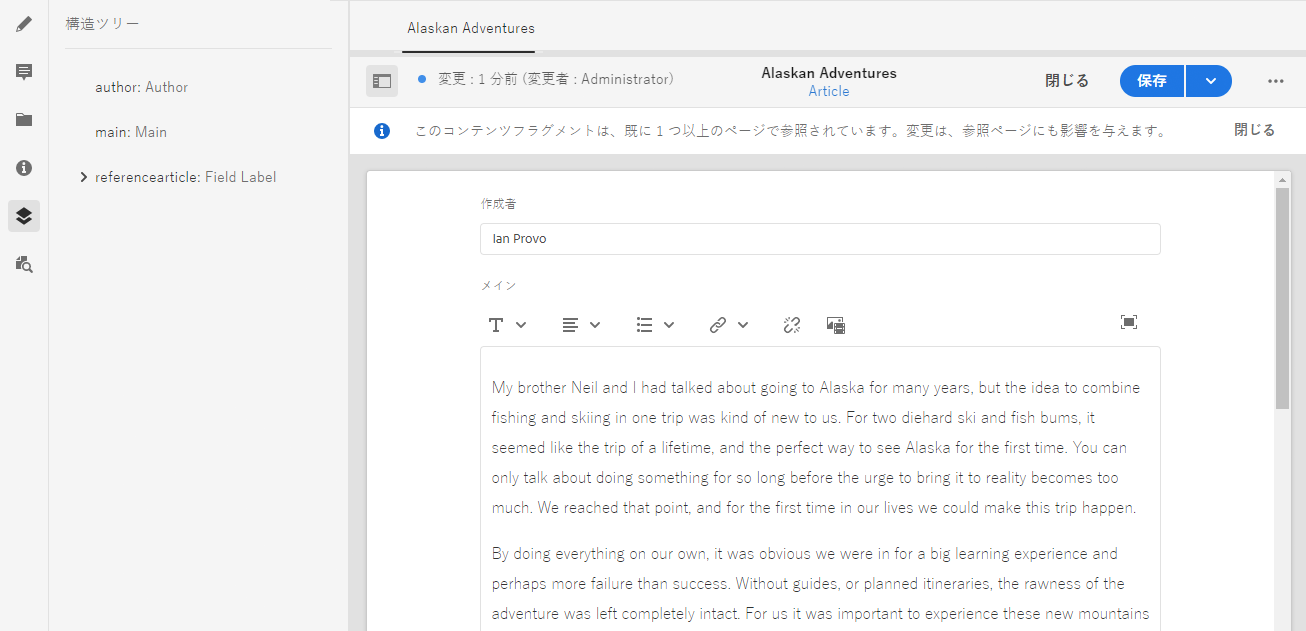 構造ツリー
author: Author
main: Main
referencearticle: Field Label
Alaskan Adventures
変更 : 1 分前 (変更者 : Administrator)
Alaskan Adventures
Article
閉じる
保存
このコンテンツフラグメントは、既に 1 つ以上のページで参照されています。変更は、参照ページにも影響を与えます。
閉じる
作成者
Ian Provo
メイン
My brother Neil and I had talked about going to Alaska for many years, but the idea to combine
fishing and skiing in one trip was kind of new to us. For two diehard ski and fish bums, it
seemed like the trip of a lifetime, and the perfect way to see Alaska for the first time. You can
only talk about doing something for so long before the urge to bring it to reality becomes too
much. We reached that point, and for the first time in our lives we could make this trip happen.
By doing everything on our own, it was obvious we were in for a big learning experience and
perhaps more failure than success. Without guides, or planned itineraries, the rawness of the
adventure was left completely intact. For us it was important to experience these new mountains